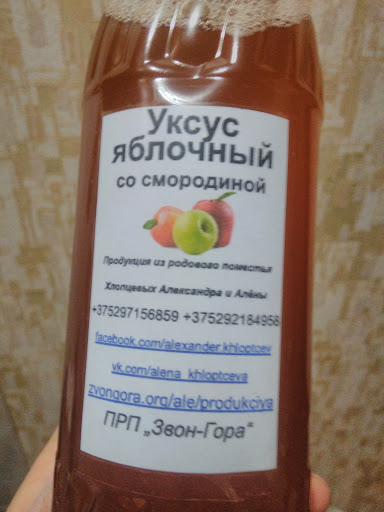 Уксус
яблочный
со смородиной
Продукция из родового поместья
Хлопцевых Александра и Алёны
+375297156859 +375292184956
facebook.com/alexander.khloptcev
vk.com/alena_khloptceva
zvongora.org/ale/produkciya
ПРП „Звон-Гора“